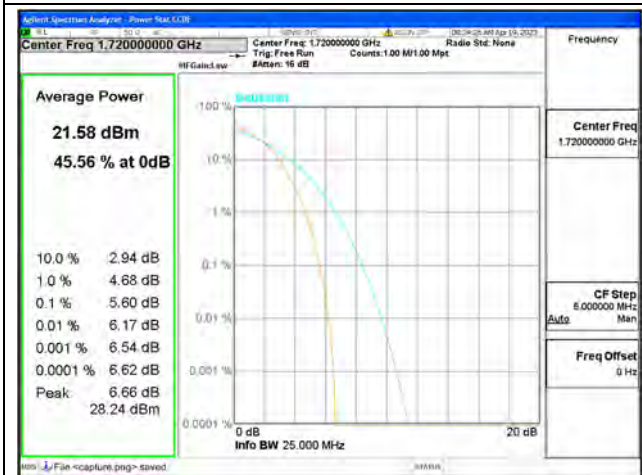 Agilent Spectrum Analyzer - Power Stat CCDF
Center Freq 1.720000000 GHz
Center Freq: 1.720000000 GHz
Radio Std: None
Trig: Free Run
Counts:1.00 M/1.00 Mpt
#IFGain:Low
#Atten: 16 dB
Frequency
Average Power
21.58 dBm
45.56 % at 0dB
10.0 % 2.94 dB
1.0 % 4.68 dB
0.1 % 5.60 dB
0.01 % 6.17 dB
0.001 % 6.54 dB
0.0001 % 6.62 dB
Peak 6.66 dB
28.24 dBm
100 %
Gaussian
10.0 %
1 %
0.1 %
0.01 %
0.001 %
0.0001 %
0 dB
20 dB
Info BW 25.000 MHz
Center Freq
1.720000000 GHz
CF Step
6.000000 MHz
Auto Man
Freq Offset
0 Hz
MSG
File <capture.png> saved
STATUS